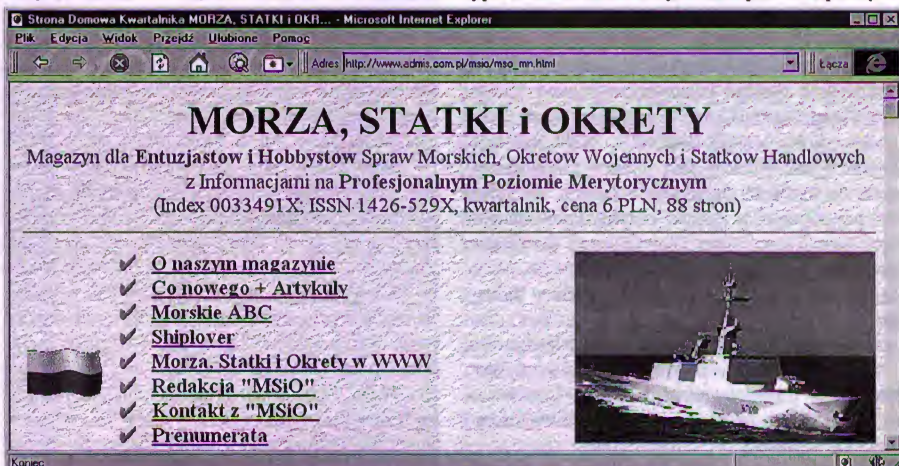 Strona Domowa Kwartalnika MORZA, STATKI i OKR... - Microsoft Internet Explorer
Plik Edycja Widok Przejdź Ulubione Pomoc
Adres http://www.admis.com.pl/msio/mso_mn.html Łącza
MORZA, STATKI i OKRETY
Magazyn dla Entuzjastow i Hobbystow Spraw Morskich, Okretow Wojennych i Statkow Handlowych
z Informacjami na Profesjonalnym Poziomie Merytorycznym
(Index 0033491X; ISSN 1426-529X, kwartalnik, cena 6 PLN, 88 stron)
O naszym magazynie
Co nowego + Artykuly
Morskie ABC
Shiplover
Morza, Statki i Okrety w WWW
Redakcja "MSiO"
Kontakt z "MSiO"
Prenumerata
Koniec